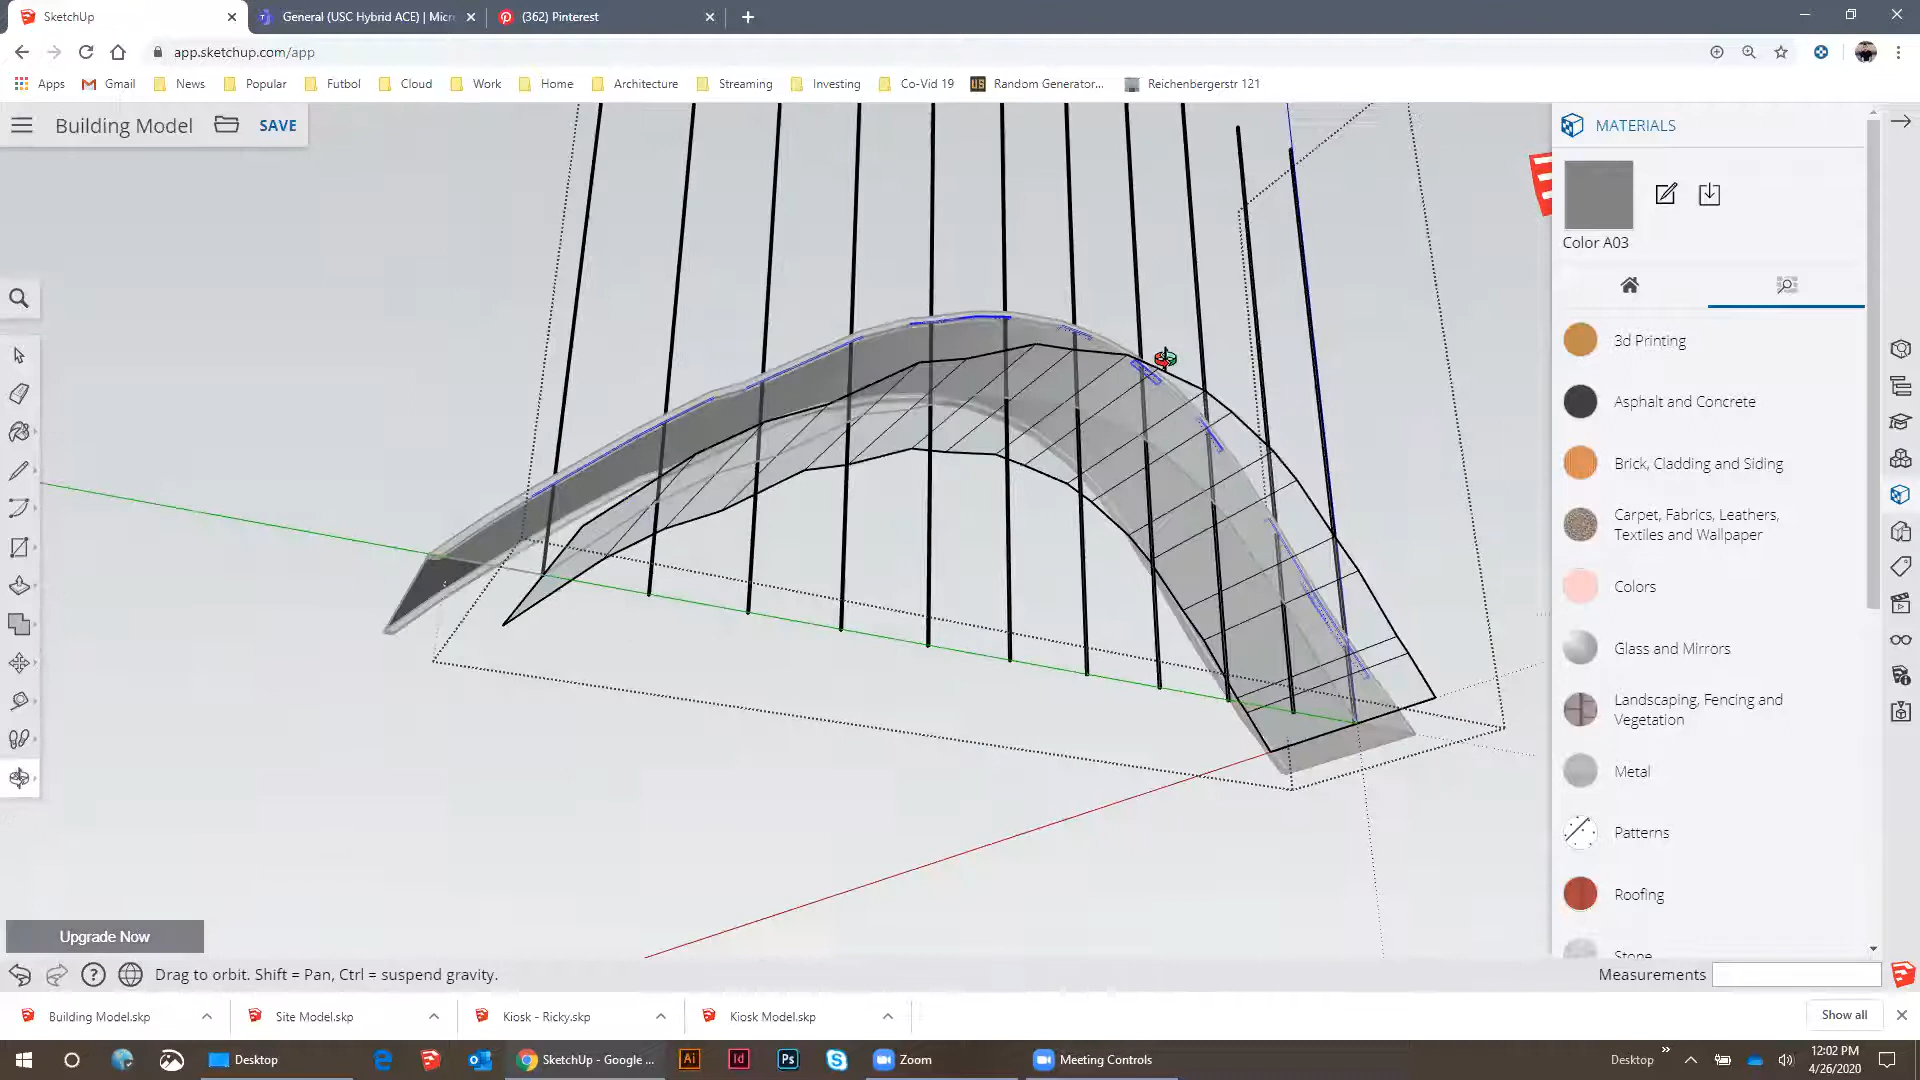 SketchUp
General (USC Hybrid ACE) | Micr
(362) Pinterest
app.sketchup.com/app
Apps
Gmail
News
Popular
Futbol
Cloud
Work
Home
Architecture
Streaming
Investing
Co-Vid 19
US
Random Generator...
Reichenbergerstr 121
Building Model
SAVE
MATERIALS
Color A03
3d Printing
Asphalt and Concrete
Brick, Cladding and Siding
Carpet, Fabrics, Leathers,
Textiles and Wallpaper
Colors
Glass and Mirrors
Landscaping, Fencing and
Vegetation
Metal
Patterns
Roofing
Stone
Upgrade Now
Drag to orbit. Shift = Pan, Ctrl = suspend gravity.
Measurements
Building Model.skp
Site Model.skp
Kiosk - Ricky.skp
Kiosk Model.skp
Show all
Desktop
SketchUp - Google ...
Ai
Id
Ps
Zoom
Meeting Controls
Desktop
12:02 PM
4/26/2020